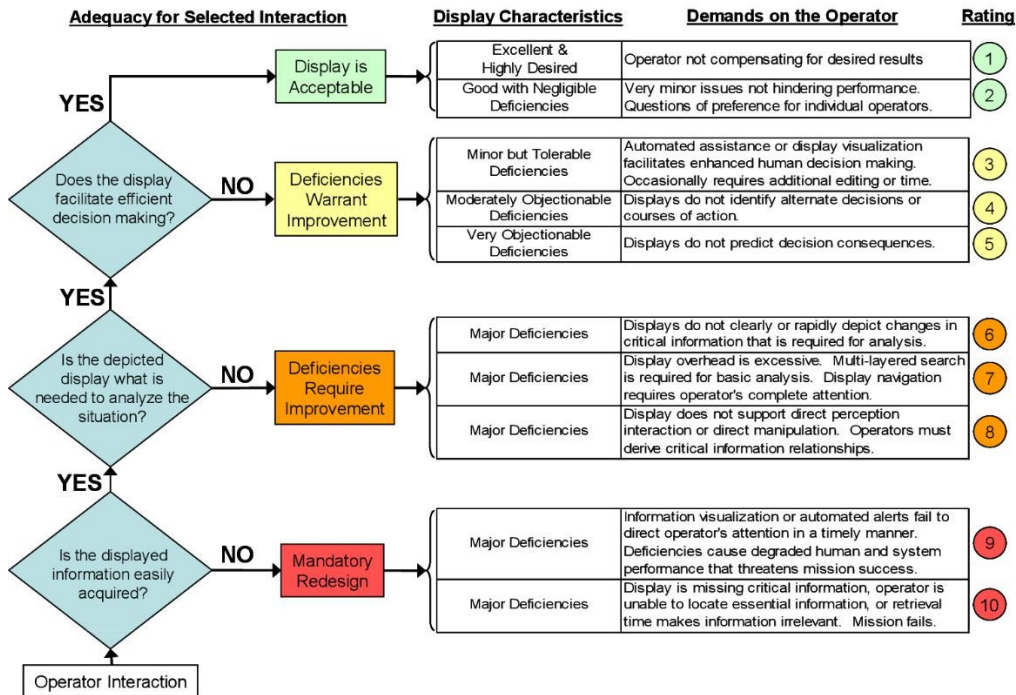 Adequacy for Selected Interaction
Display Characteristics
Demands on the Operator
Rating
Display is
Acceptable
Excellent &
Highly Desired
Operator not compensating for desired results
1
Good with Negligible
Deficiencies
Very minor issues not hindering performance.
Questions of preference for individual operators.
2
YES
Does the display
facilitate efficient
decision making?
NO
Deficiencies
Warrant
Improvement
Minor but Tolerable
Deficiencies
Automated assistance or display visualization
facilitates enhanced human decision making.
Occasionally requires additional editing or time.
3
Moderately Objectionable
Deficiencies
Displays do not identify alternate decisions or
courses of action.
4
Very Objectionable
Deficiencies
Displays do not predict decision consequences.
5
YES
Is the depicted
display what is
needed to analyze the
situation?
NO
Deficiencies
Require
Improvement
Major Deficiencies
Displays do not clearly or rapidly depict changes in
critical information that is required for analysis.
6
Major Deficiencies
Display overhead is excessive. Multi-layered search
is required for basic analysis. Display navigation
requires operator's complete attention.
7
Major Deficiencies
Display does not support direct perception
interaction or direct manipulation. Operators must
derive critical information relationships.
8
YES
Is the displayed
information easily
acquired?
NO
Mandatory
Redesign
Major Deficiencies
Information visualization or automated alerts fail to
direct operator's attention in a timely manner.
Deficiencies cause degraded human and system
performance that threatens mission success.
9
Major Deficiencies
Display is missing critical information, operator is
unable to locate essential information, or retrieval
time makes information irrelevant. Mission fails.
10
Operator Interaction